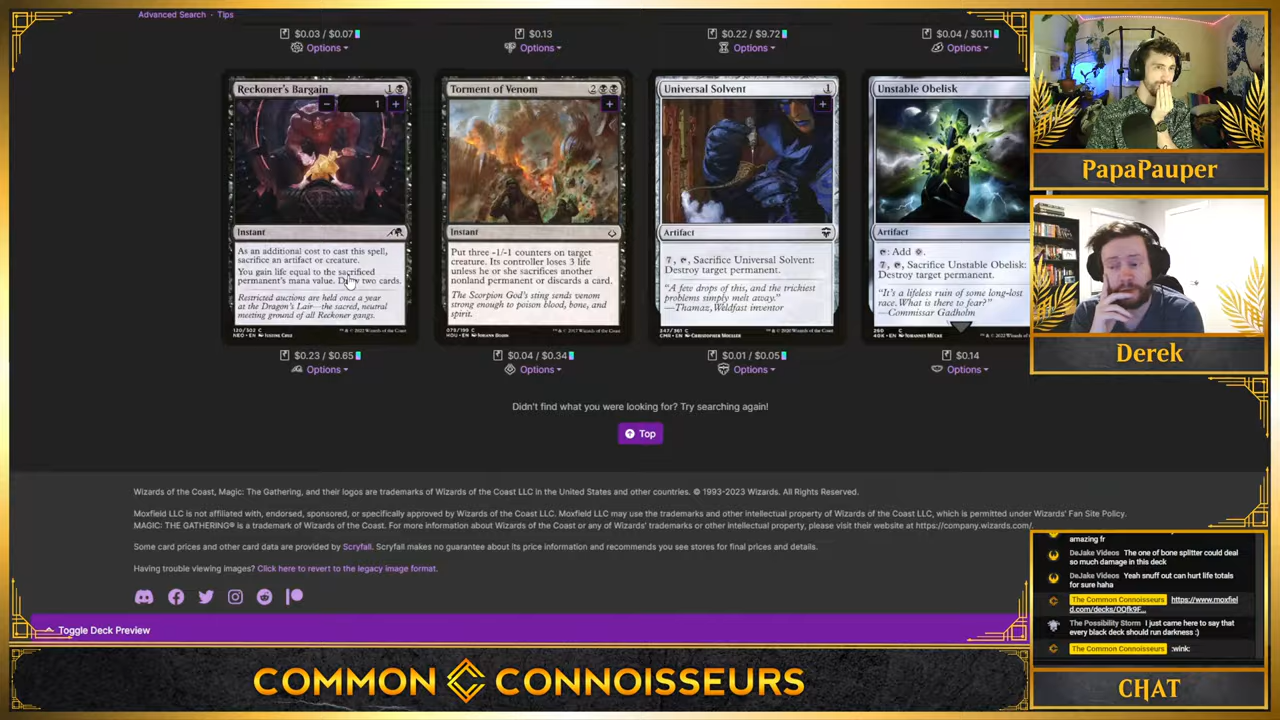 Advanced Search · Tips
$0.03 / $0.07
Options
$0.13
Options
$0.22 / $9.72
Options
$0.04 / $0.11
Options
Reckoner's Bargain
1
Instant
As an additional cost to cast this spell,
sacrifice an artifact or creature.
You gain life equal to the sacrificed
permanent's mana value. Draw two cards.
Restricted auctions are held once a year
at the Dragon's Lair—the sacred, neutral
meeting ground of all Reckoner gangs.
$0.23 / $0.65
Options
Torment of Venom
2
Instant
Put three -1/-1 counters on target
creature. Its controller loses 3 life
unless he or she sacrifices another
nonland permanent or discards a card.
The Scorpion God's sting sends venom
strong enough to poison blood, bone, and
spirit.
$0.04 / $0.34
Options
Universal Solvent
1
Artifact
7, , Sacrifice Universal Solvent:
Destroy target permanent.
"A few drops of this, and the trickiest
problems simply melt away."
—Thamaz, Weldfast inventor
$0.01 / $0.05
Options
Unstable Obelisk
Artifact
: Add .
7, , Sacrifice Unstable Obelisk:
Destroy target permanent.
"It's a lifeless ruin of some long-lost
race. What is there to fear?"
—Commissar Gadholm
$0.14
Options
Didn't find what you were looking for? Try searching again!
Top
Wizards of the Coast, Magic: The Gathering, and their logos are trademarks of Wizards of the Coast LLC in the United States and other countries. © 1993-2023 Wizards. All Rights Reserved.
Moxfield LLC is not affiliated with, endorsed, sponsored, or specifically approved by Wizards of the Coast LLC. Moxfield LLC may use the trademarks and other intellectual property of Wizards of the Coast LLC, which is permitted under Wizards' Fan Site Policy.
MAGIC: THE GATHERING® is a trademark of Wizards of the Coast. For more information about Wizards of the Coast or any of Wizards' trademarks or other intellectual property, please visit their website at https://company.wizards.com/.
Some card prices and other card data are provided by Scryfall. Scryfall makes no guarantee about its price information and recommends you see stores for final prices and details.
Having trouble viewing images? Click here to revert to the legacy image format.
Toggle Deck Preview
COMMON CONNOISSEURS
PapaPauper
Derek
amazing fr
DeJake Videos The one of bone splitter could deal
so much damage in this deck
DeJake Videos Yeah snuff out can hurt life totals
for sure haha
The Common Connoisseurs https://www.moxfiel
d.com/decks/OQfk9F...
The Possibility Storm I just came here to say that
every black deck should run darkness :)
The Common Connoisseurs :wink:
CHAT